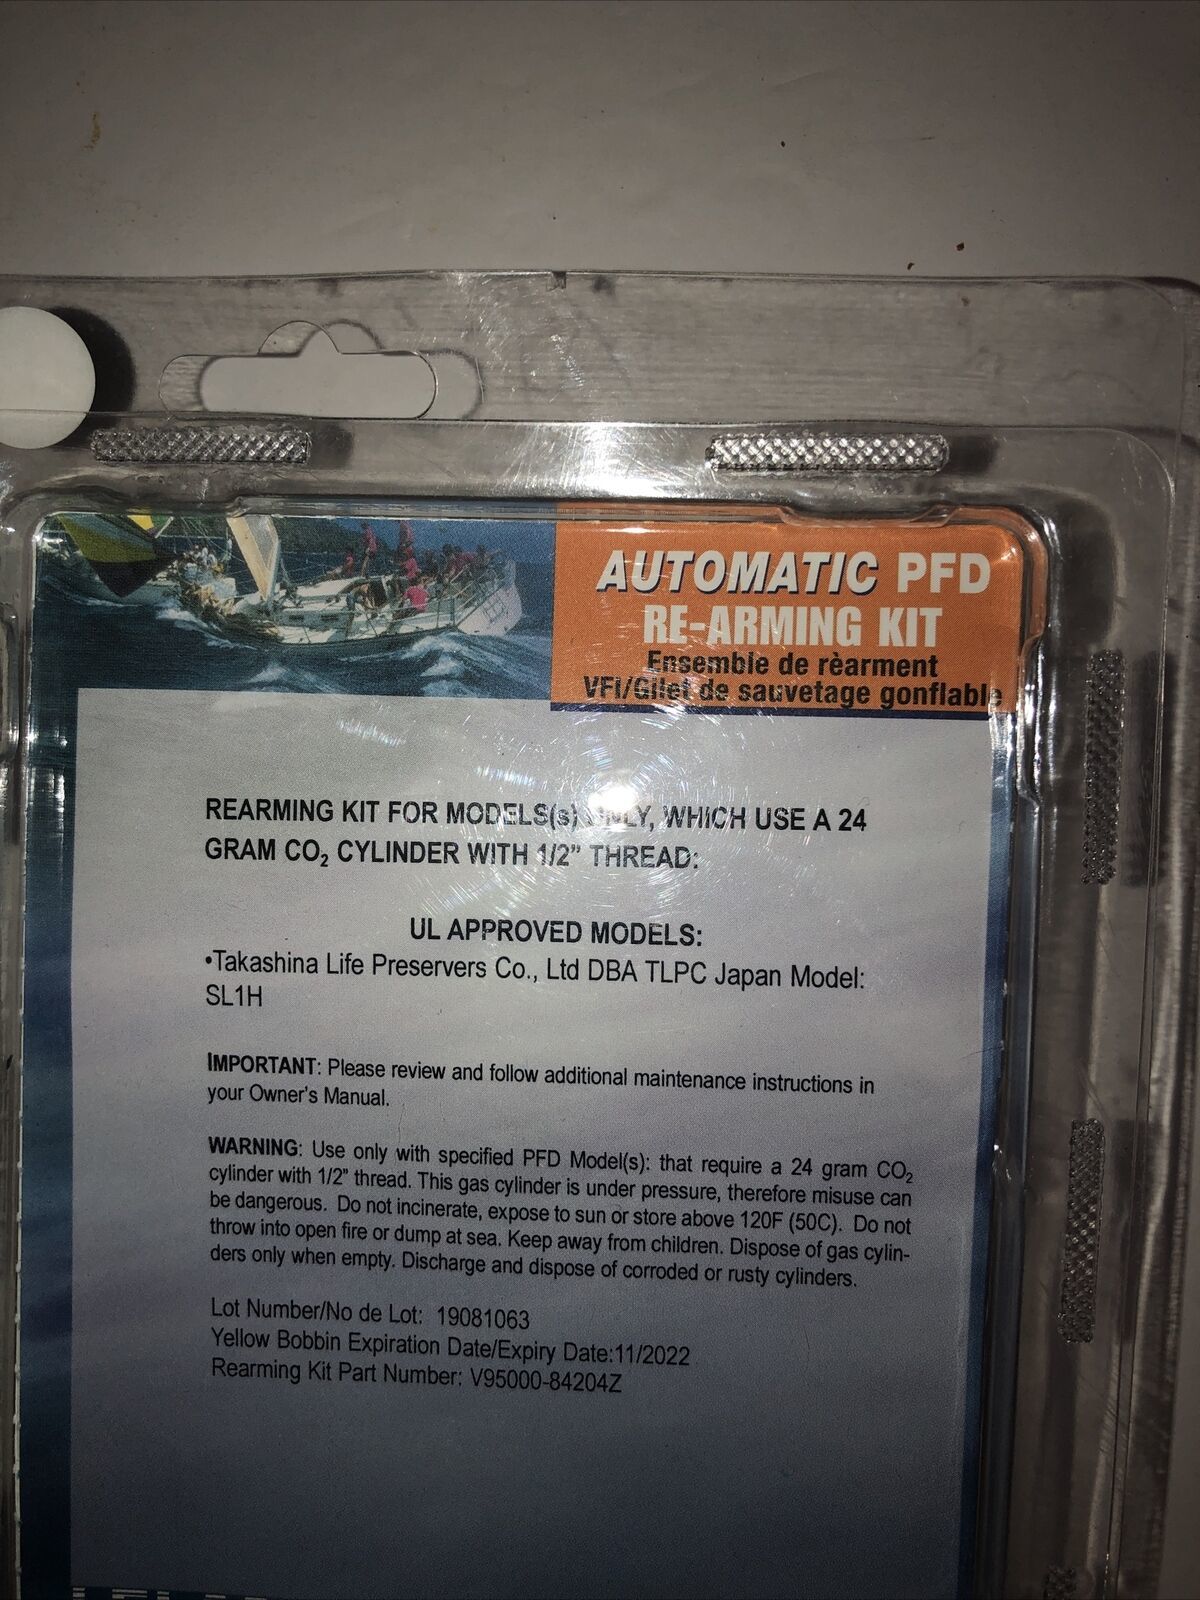 AUTOMATIC PFD
RE-ARMING KIT
Ensemble de rèarment
VFI/Gilet de sauvetage gonflable
REARMING KIT FOR MODELS(s) ONLY, WHICH USE A 24
GRAM CO₂ CYLINDER WITH 1/2” THREAD:
UL APPROVED MODELS:
•Takashina Life Preservers Co., Ltd DBA TLPC Japan Model:
SL1H
IMPORTANT: Please review and follow additional maintenance instructions in
your Owner's Manual.
WARNING: Use only with specified PFD Model(s): that require a 24 gram CO₂
cylinder with 1/2” thread. This gas cylinder is under pressure, therefore misuse can
be dangerous. Do not incinerate, expose to sun or store above 120F (50C). Do not
throw into open fire or dump at sea. Keep away from children. Dispose of gas cylin-
ders only when empty. Discharge and dispose of corroded or rusty cylinders.
Lot Number/No de Lot: 19081063
Yellow Bobbin Expiration Date/Expiry Date:11/2022
Rearming Kit Part Number: V95000-84204Z